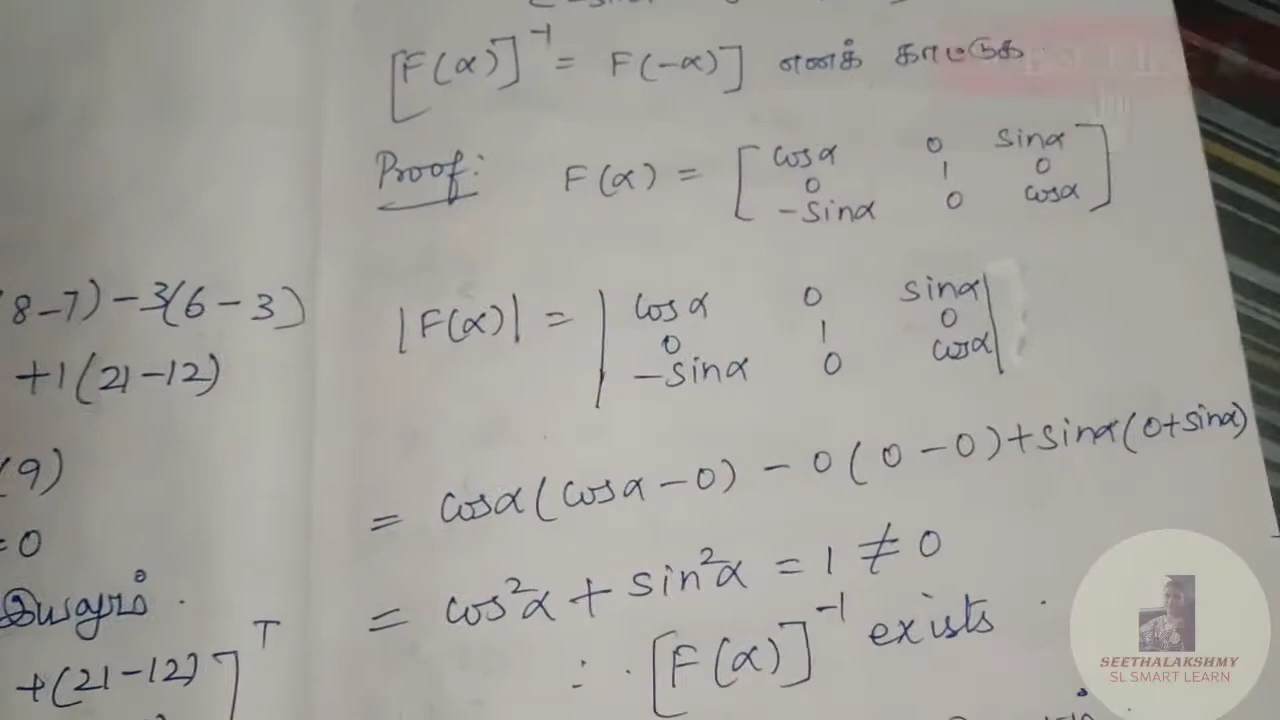 [F(α)]⁻¹ = F(-α)] எனக் காட்டுக
Proof: F(α) = [cosα 0 sinα
0 1 0
-sinα 0 cosα]
|F(α)| = |cosα 0 sinα
0 1 0
-sinα 0 cosα|
= cosα(cosα-0) - 0(0-0)+sinα(0+sinα)
= cos²α + sin²α = 1 ≠ 0
∴ [F(α)]⁻¹ exists.
8-7) -3(6-3)
+1(21-12)
(9)
=0
இயலும்.
+(21-12)]ᵀ
SEETHALAKSHMY
SL SMART LEARN